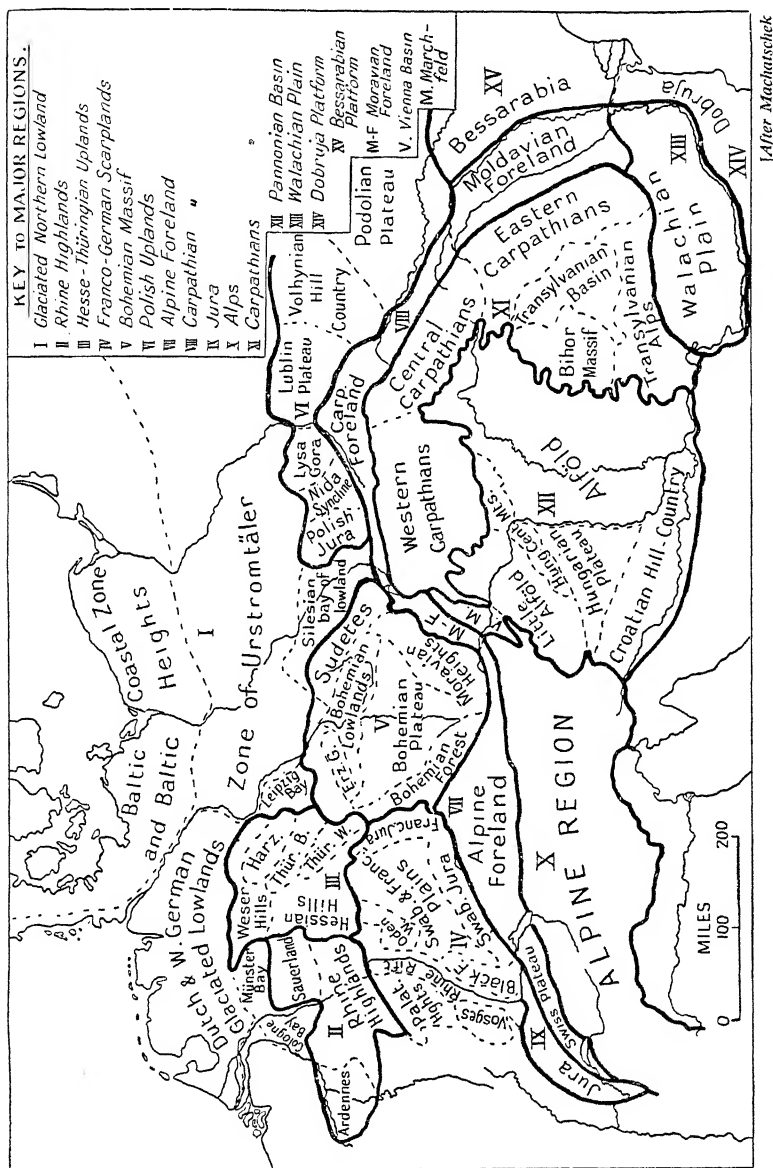 KEY TO MAJOR REGIONS.
I Glaciated Northern Lowland
II Rhine Highlands
III Hesse-Thüringian Uplands
IV Franco-German Scarplands
V Bohemian Massif
VI Polish Uplands
VII Alpine Foreland
VIII Carpathian "
IX Jura
X Alps
XI Carpathians
XII Pannonian Basin
XIII Walachian Plain
XIV Dobruja Platform
XV Bessarabian
Platform
M-F Moravian
Foreland
V. Vienna Basin
M. March-
feld
Coastal Zone
Baltic
and Baltic
Heights
I
Zone of Urstromtäler
Dutch & W. German
Glaciated Lowlands
Münster
Bay
Cologne
Bay
Sauerland
Ardennes
II
Rhine
Highlands
Weser
Hills
Harz.
Thür. B.
Thür. W.
Hessian
Hills
III
Leipzig
Bay
Silesian
bay of
lowland
Sudetes
Erz. G.
Bohemian
Lowlands
V
Bohemian
Plateau
Moravian
Heights
Bohemian Forest
M-F
V.
M.
Polish
Jura
Nida
Syncline
Lysa
Gora
VI
Lublin
Plateau
Volhynian
Hill
Country
Podolian
Plateau
Carp.
Foreland
VIII
Palat.
Hghts
Rhine Rift
Vosges
Black F.
Oden
W.
Swab & Franc.
Plains
IV
Swab. Jura
Franc Jura
VII
Alpine
Foreland
IX
Jura
Swiss Plateau
X
ALPINE REGION
Western
Carpathians
Central
Carpathians
Eastern
Carpathians
XI
Transylvanian
Basin
Bihor
Massif
Transylvanian
Alps
Moldavian
Foreland
Bessarabia
XV
Little
Alföld
Hung. Cent. Mts.
Hungarian
Plateau
XII
Alföld
Croatian Hill-Country
Walachian
Plain
XIII
XIV
Dobruja
MILES
0 100 200
[After Machatschek